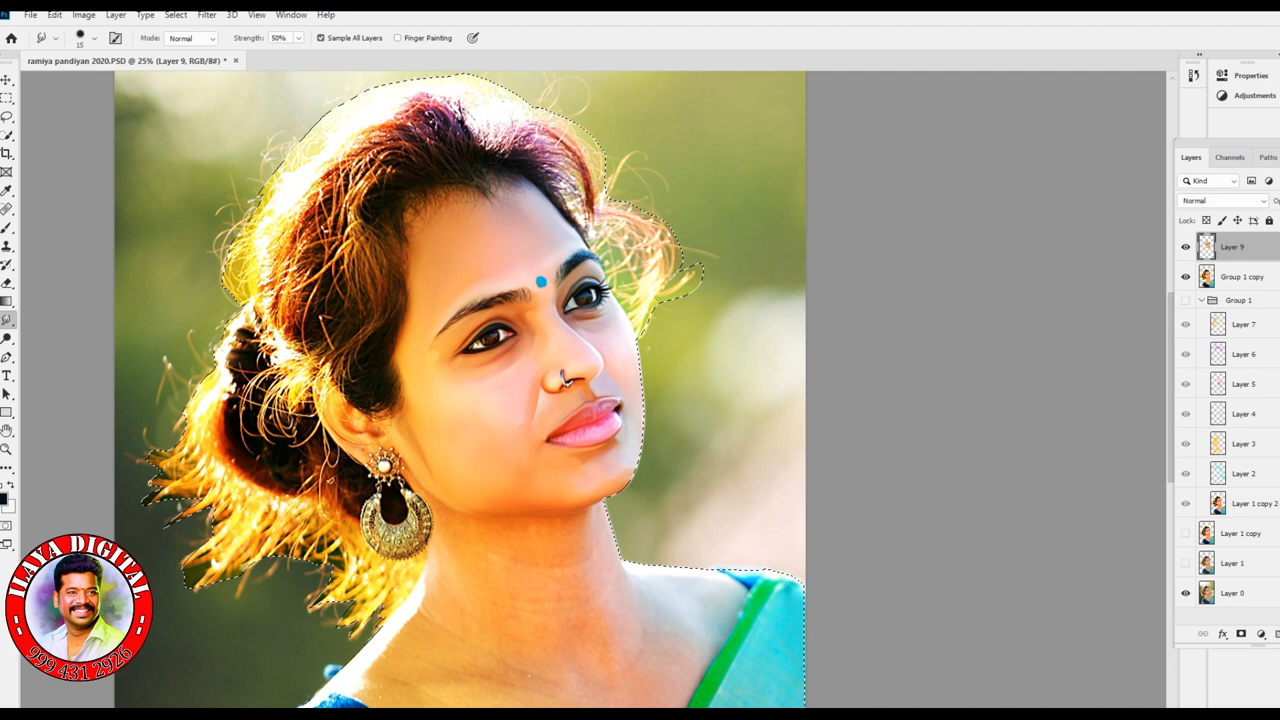 File Edit Image Layer Type Select Filter 3D View Window Help
15 Mode: Normal Strength: 50% Sample All Layers Finger Painting
ramiya pandiyan 2020.PSD @ 25% (Layer 9, RGB/8#) * ×
Properties
Adjustments
Layers Channels Paths
Kind
Normal
Lock:
Layer 9
Group 1 copy
Group 1
Layer 7
Layer 6
Layer 5
Layer 4
Layer 3
Layer 2
Layer 1 copy 2
Layer 1 copy
Layer 1
Layer 0
fx
ILAYA DIGITAL
999 431 2926